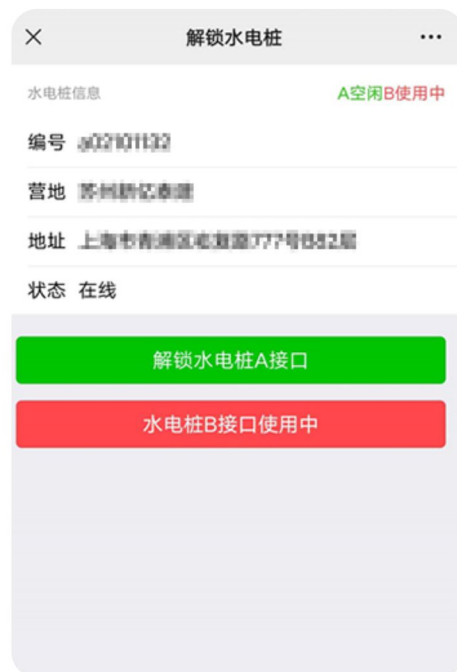 解锁水电桩
水电桩信息 A空闲B使用中
编号
营地
地址
状态 在线
解锁水电桩A接口
水电桩B接口使用中